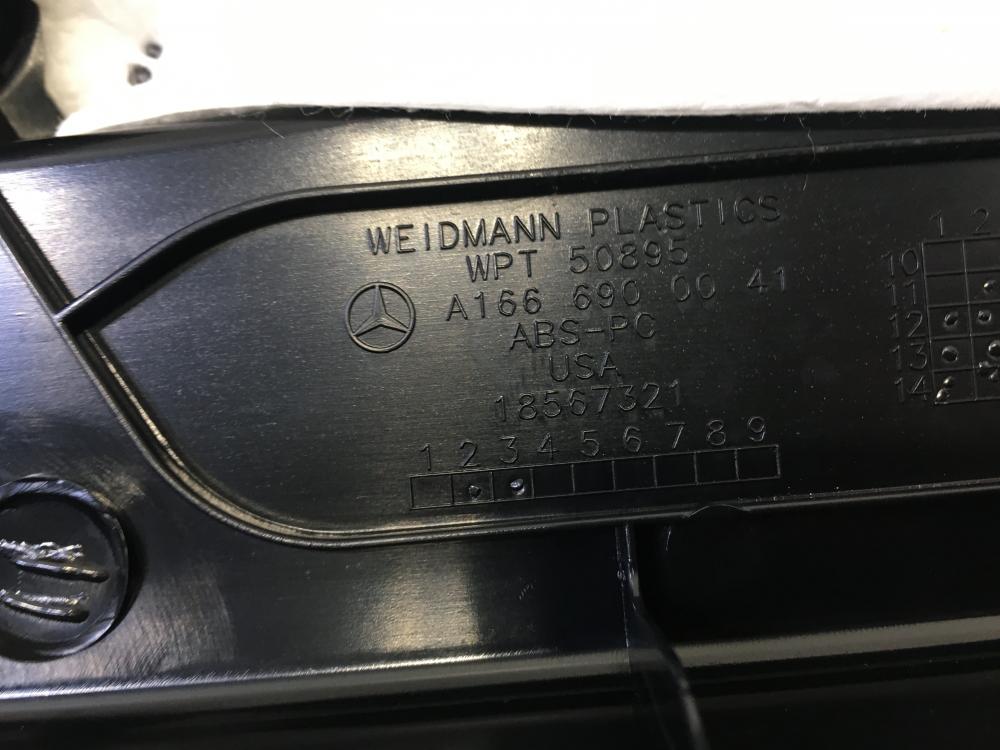 WEIDMANN PLASTICS
WPT 50895
A166 690 00 41
ABS-PC
USA
18567321
1 2 3 4 5 6 7 8 9
1 2
10
11
12
13
14